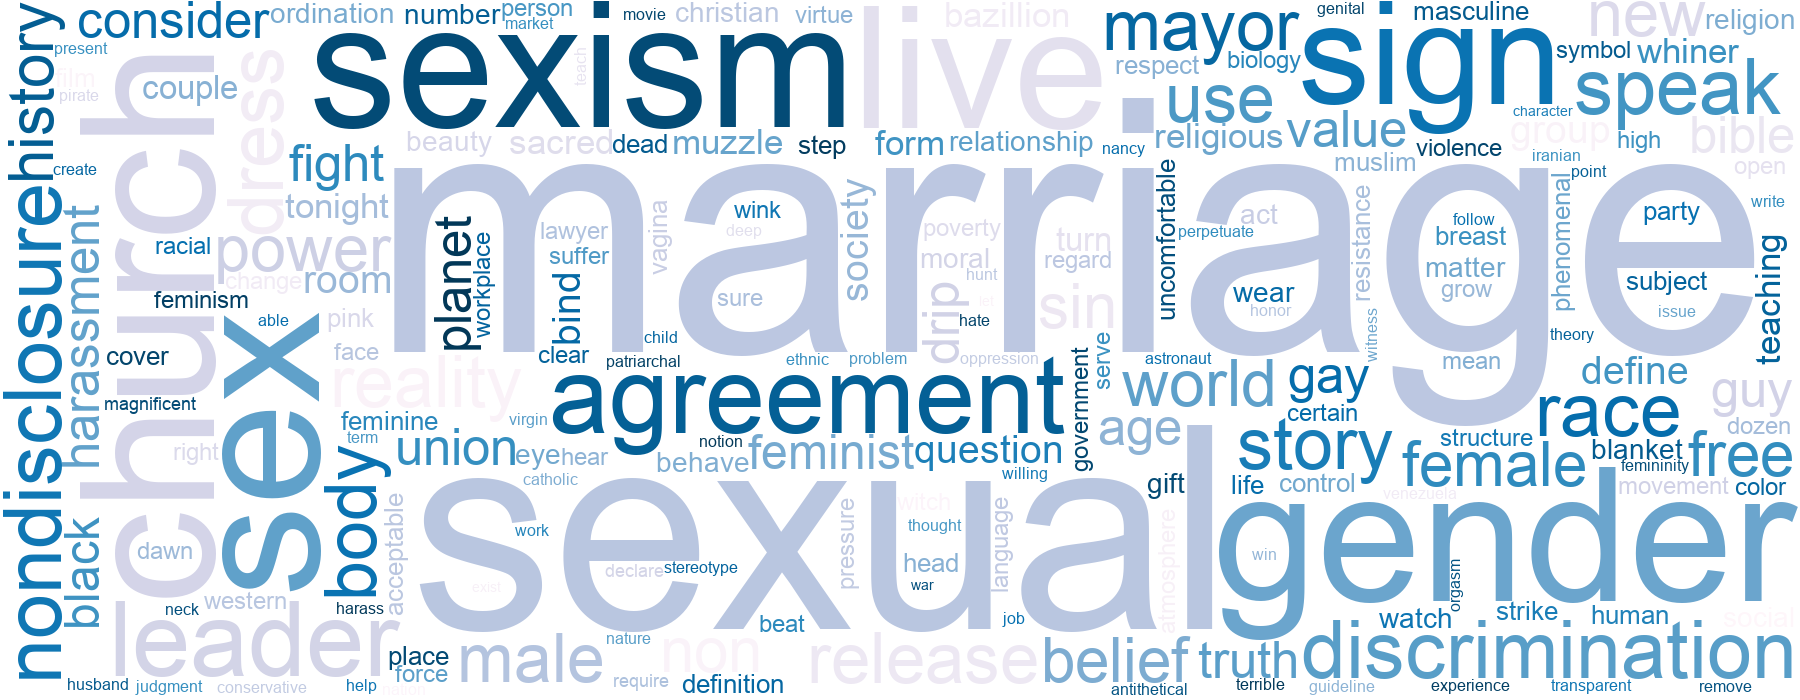 consider
ordination
number
person
market
movie
christian
virtue
bazillion
mayor
genital
masculine
new
religion
history
present
film
pirate
church
couple
dress
sexism
teach
live
respect
biology
sign
symbol
whiner
use
speak
character
create
fight
beauty
sacred
dead
muzzle
step
form
relationship
nancy
religious
value
muslim
violence
group
iranian
high
bible
point
open
nondisclosure
harassment
racial
tonight
power
change
room
feminism
planet
workplace
marriage
wink
lawyer
suffer
vagina
society
deep
sure
bind
poverty
moral
hunt
drip
let
hate
turn
regard
sin
uncomfortable
act
perpetuate
wear
honor
resistance
witness
follow
breast
matter
grow
phenomenal
party
subject
issue
write
teaching
theory
able
pink
face
cover
magnificent
sex
reality
clear
child
patriarchal
ethnic
problem
oppression
government
serve
astronaut
world
gay
mean
define
guy
dozen
agreement
feminine
virgin
term
right
union
eye
hear
catholic
notion
behave
feminist
question
willing
age
certain
story
race
structure
blanket
female
femininity
free
movement
color
venezuela
gift
life
control
body
black
dawn
acceptable
western
neck
harass
sexual
work
exist
declare
stereotype
pressure
witch
thought
head
war
language
atmosphere
gender
win
orgasm
leader
husband
judgment
conservative
place
force
nation
help
male
nature
require
non
beat
definition
release
job
belief
antithetical
truth
terrible
watch
strike
human
social
discrimination
guideline
experience
transparent
remove